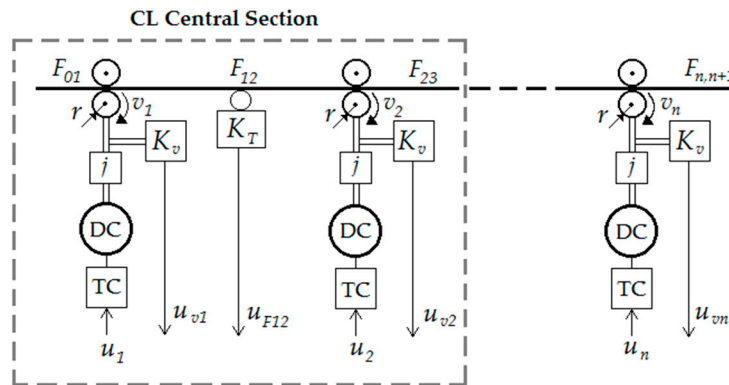 CL Central Section
F01 F12 F23 Fn,n+1
r v1 r v2 r vn
Kv KT Kv Kv
j j j
DC DC DC
TC TC TC
uv1 uF12 uv2 uvn
u1 u2 un